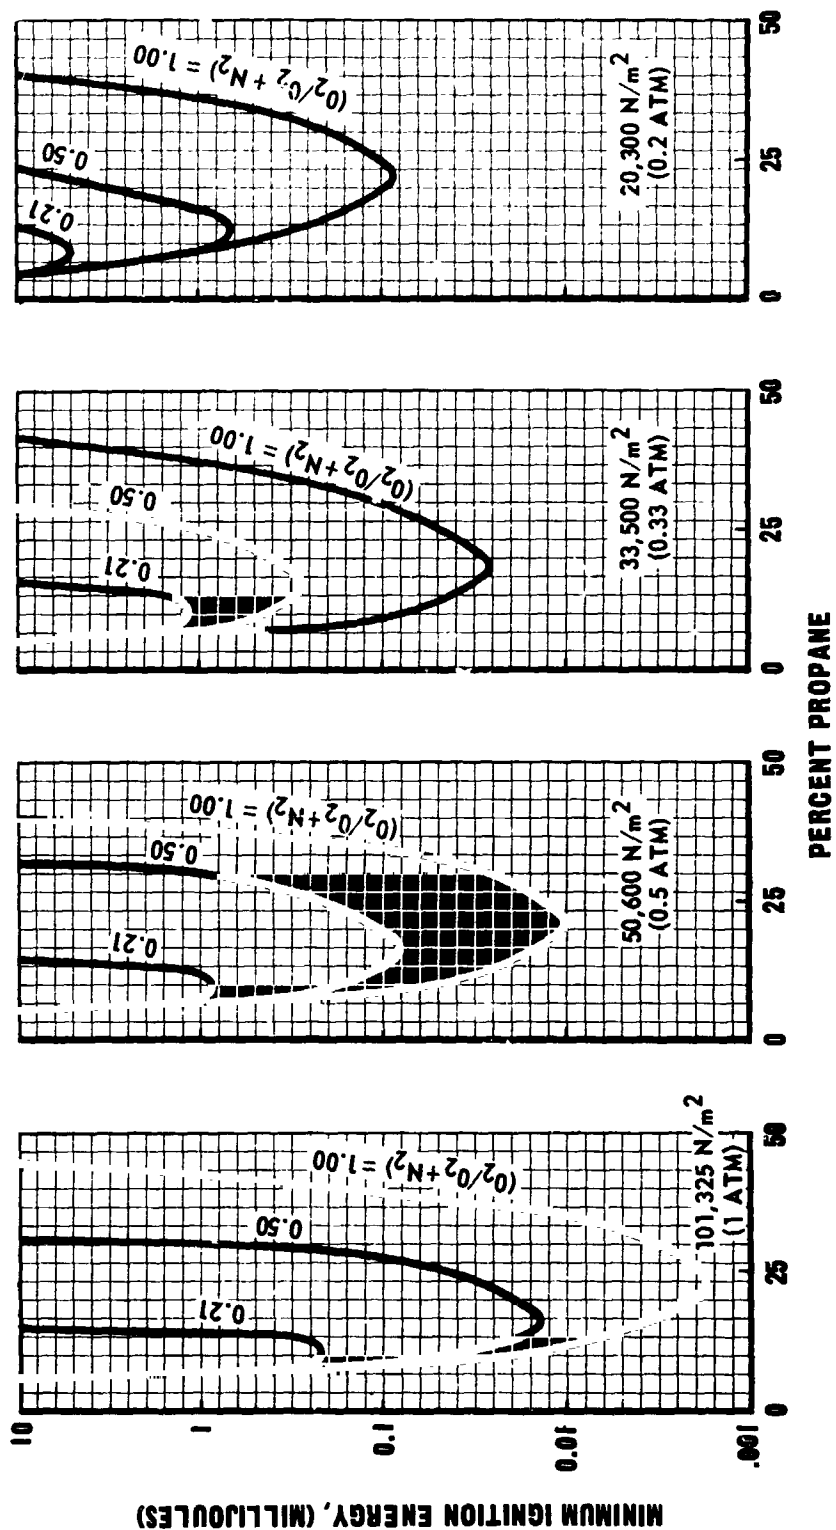 MINIMUM IGNITION ENERGY, (MILLIJOULES)
10
1
0.1
0.01
.001
0.21
0.50
(O₂/O₂+N₂) = 1.00
101,325 N/m²
(1 ATM)
0
25
50
0.21
0.50
(O₂/O₂+N₂) = 1.00
50,600 N/m²
(0.5 ATM)
0
25
50
0.21
0.50
(O₂/O₂+N₂) = 1.00
33,500 N/m²
(0.33 ATM)
0
25
50
0.21
0.50
(O₂/O₂ + N₂) = 1.00
20,300 N/m²
(0.2 ATM)
0
25
50
PERCENT PROPANE